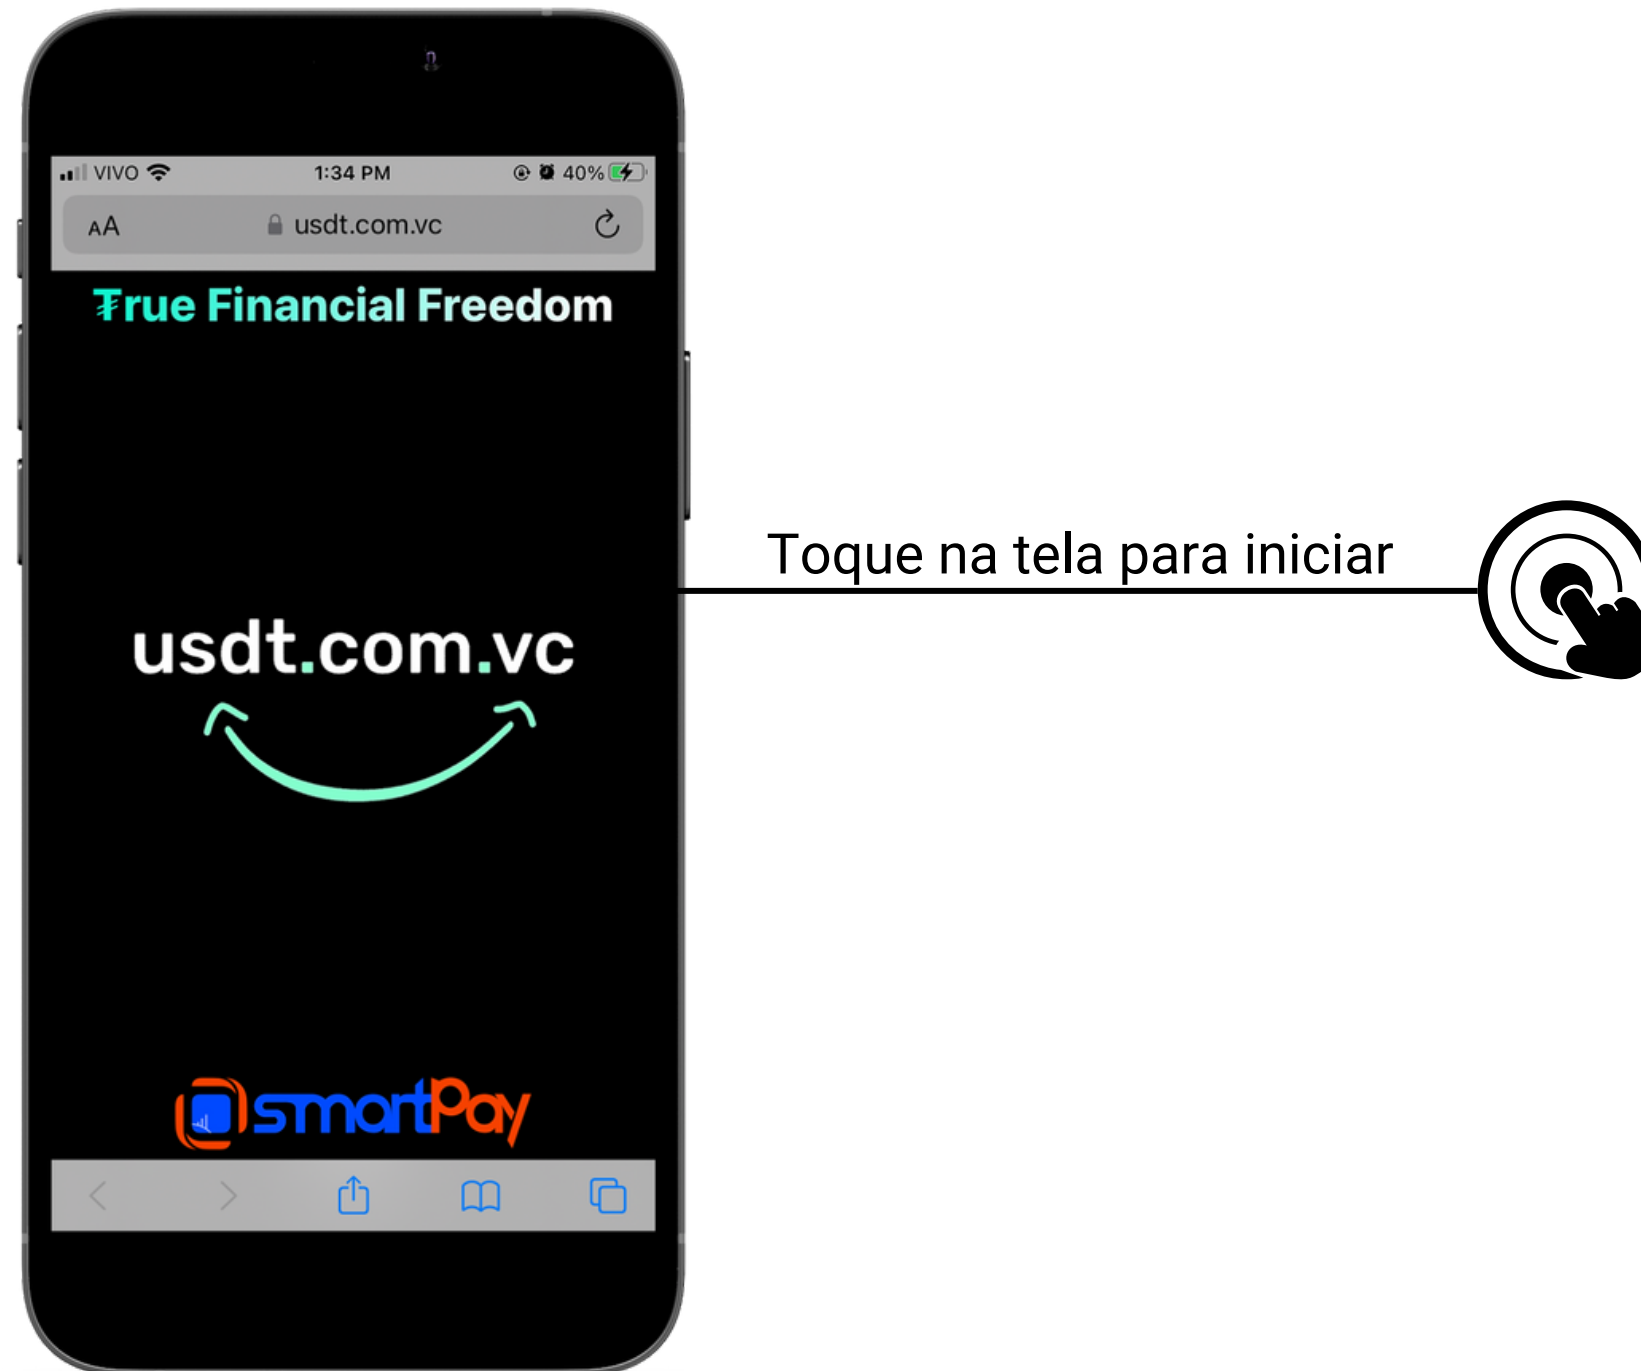 VIVO 1:34 PM 40%
AA usdt.com.vc
₮rue Financial Freedom
Toque na tela para iniciar
usdt.com.vc
smartPay